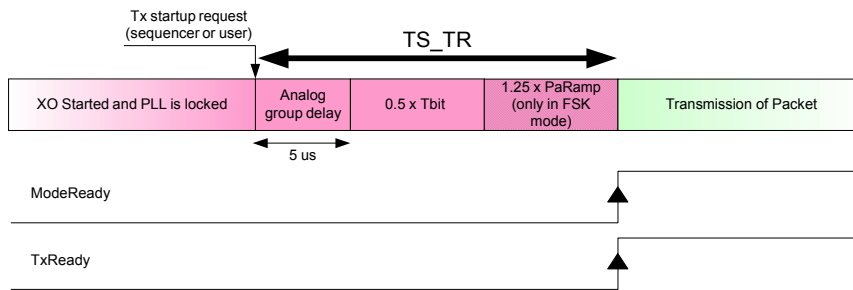 Tx startup request
(sequencer or user)
TS_TR
XO Started and PLL is locked
Analog
group delay
0.5 x Tbit
1.25 x PaRamp
(only in FSK
mode)
Transmission of Packet
5 us
ModeReady
TxReady